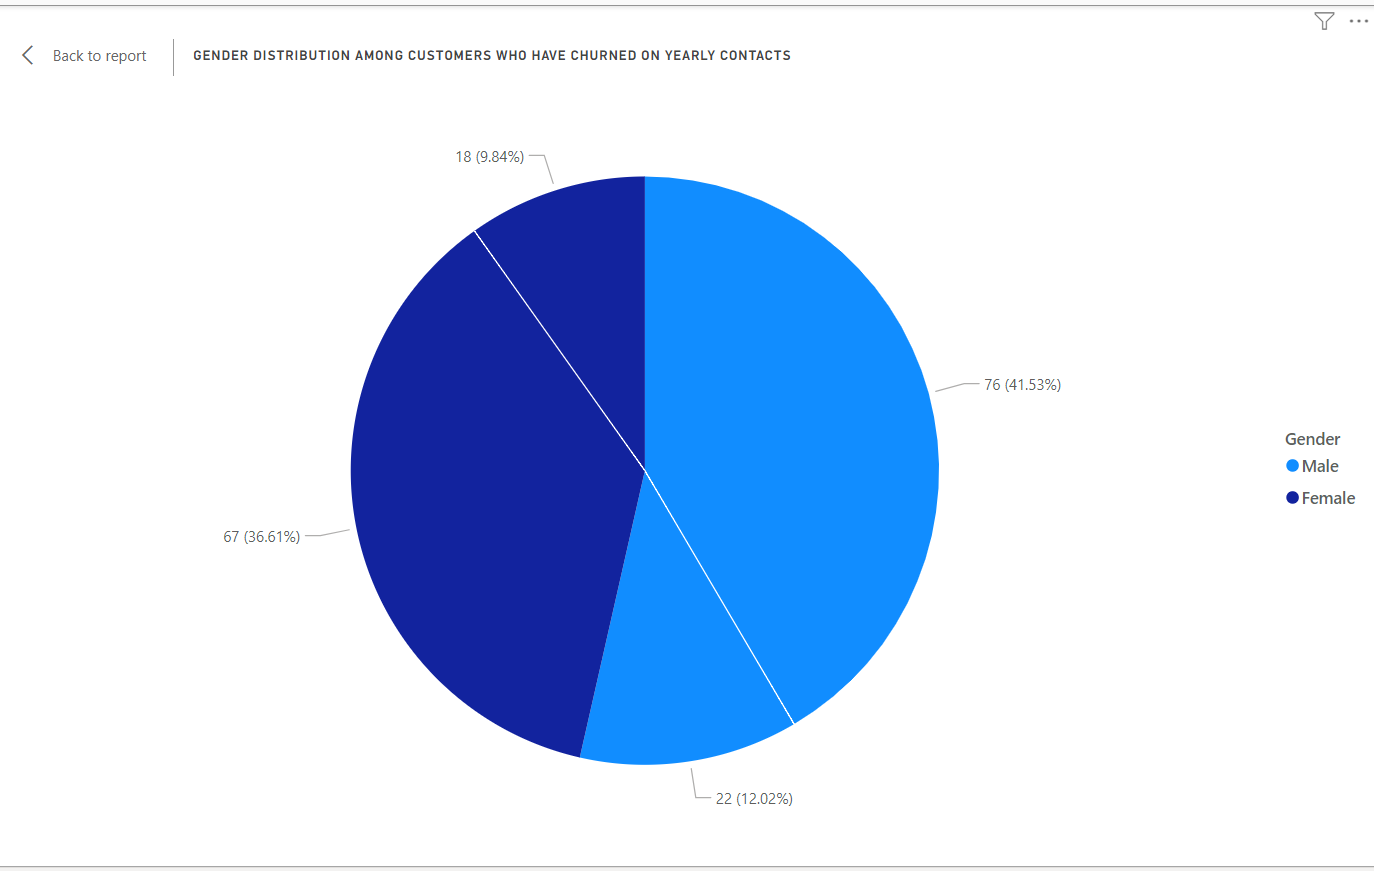 Back to report
GENDER DISTRIBUTION AMONG CUSTOMERS WHO HAVE CHURNED ON YEARLY CONTACTS
18 (9.84%)
76 (41.53%)
Gender
Male
Female
67 (36.61%)
22 (12.02%)